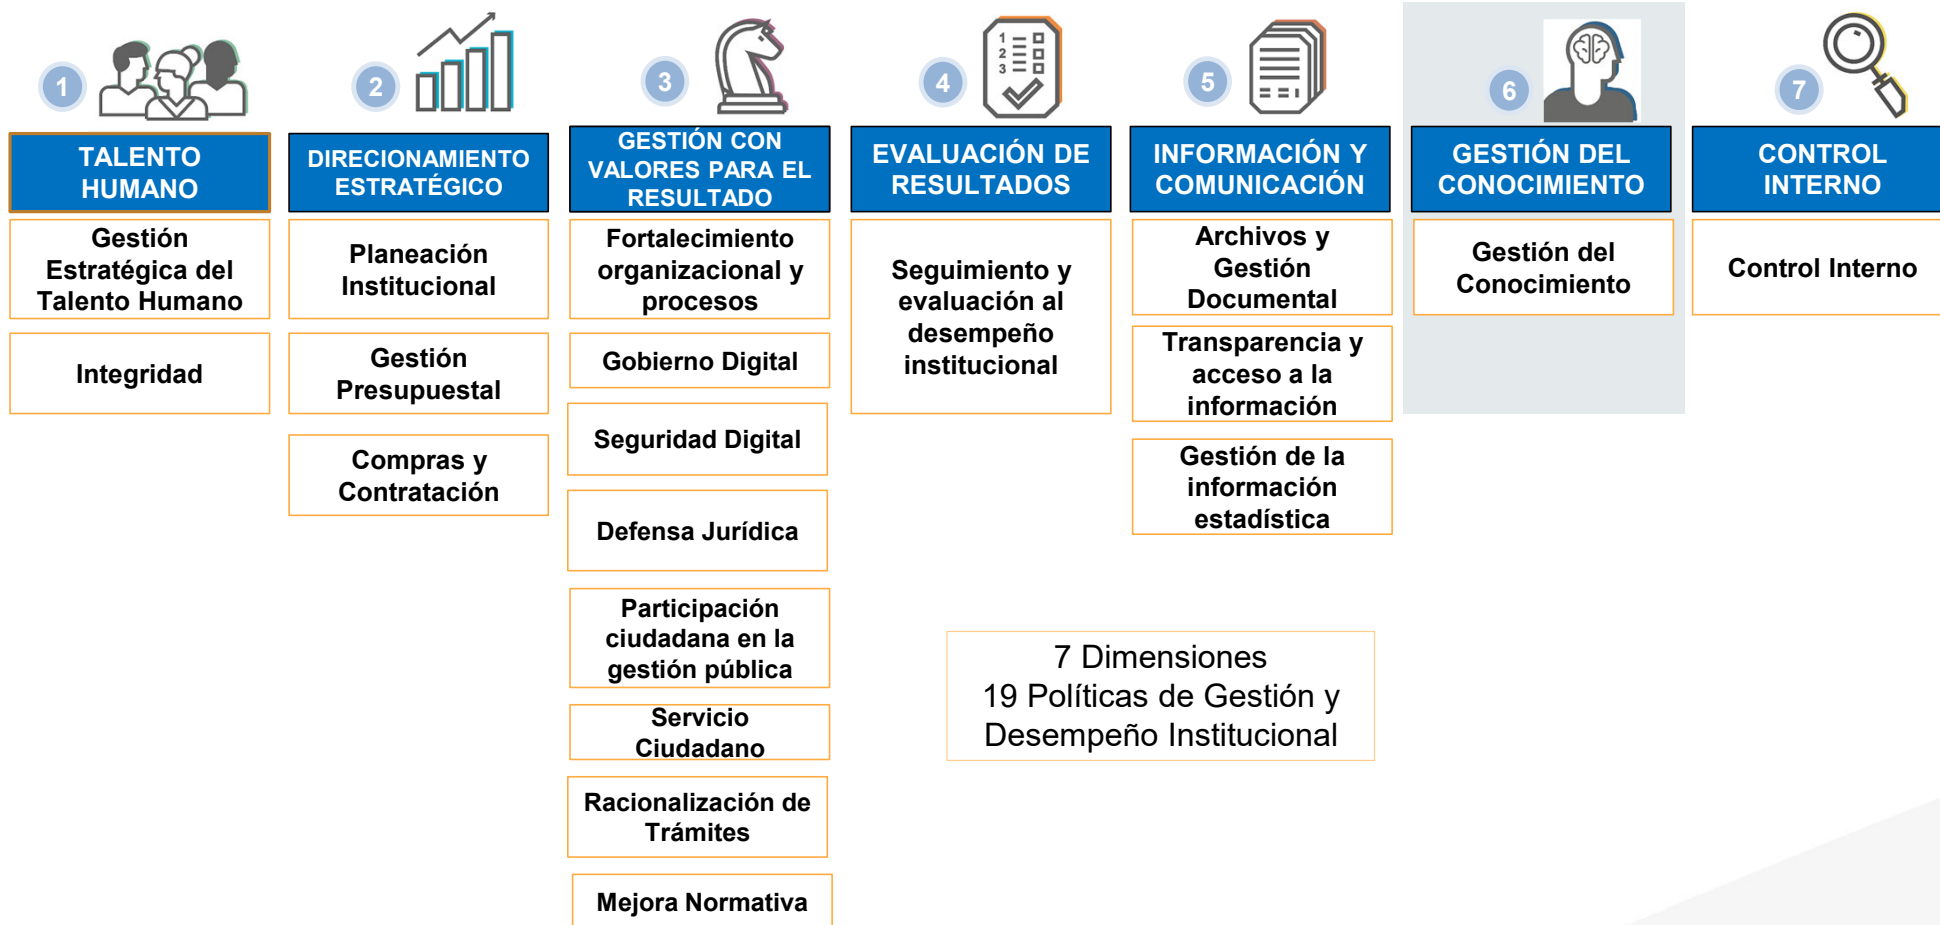 1
TALENTO
HUMANO
Gestión
Estratégica del
Talento Humano
Integridad
2
DIRECIONAMIENTO
ESTRATÉGICO
Planeación
Institucional
Gestión
Presupuestal
Compras y
Contratación
3
GESTIÓN CON
VALORES PARA EL
RESULTADO
Fortalecimiento
organizacional y
procesos
Gobierno Digital
Seguridad Digital
Defensa Jurídica
Participación
ciudadana en la
gestión pública
Servicio
Ciudadano
Racionalización de
Trámites
Mejora Normativa
4
1
2
3
EVALUACIÓN DE
RESULTADOS
Seguimiento y
evaluación al
desempeño
institucional
5
INFORMACIÓN Y
COMUNICACIÓN
Archivos y
Gestión
Documental
Transparencia y
acceso a la
información
Gestión de la
información
estadística
6
GESTIÓN DEL
CONOCIMIENTO
Gestión del
Conocimiento
7
CONTROL
INTERNO
Control Interno
7 Dimensiones
19 Políticas de Gestión y
Desempeño Institucional